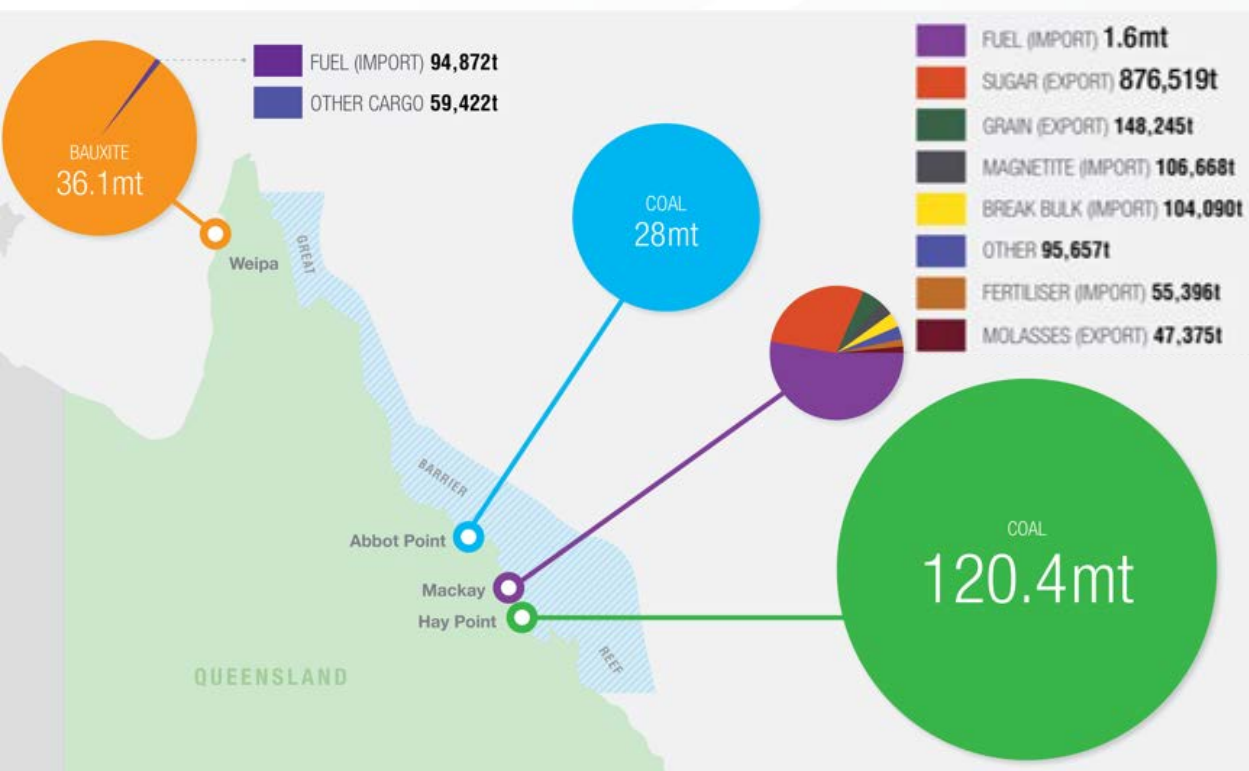 FUEL (IMPORT) 94,872t
OTHER CARGO 59,422t
BAUXITE
36.1mt
Weipa
GREAT
BARRIER
REEF
COAL
28mt
FUEL (IMPORT) 1.6mt
SUGAR (EXPORT) 876,519t
GRAIN (EXPORT) 148,245t
MAGNETITE (IMPORT) 106,668t
BREAK BULK (IMPORT) 104,090t
OTHER 95,657t
FERTILISER (IMPORT) 55,396t
MOLASSES (EXPORT) 47,375t
Abbot Point
Mackay
Hay Point
COAL
120.4mt
QUEENSLAND